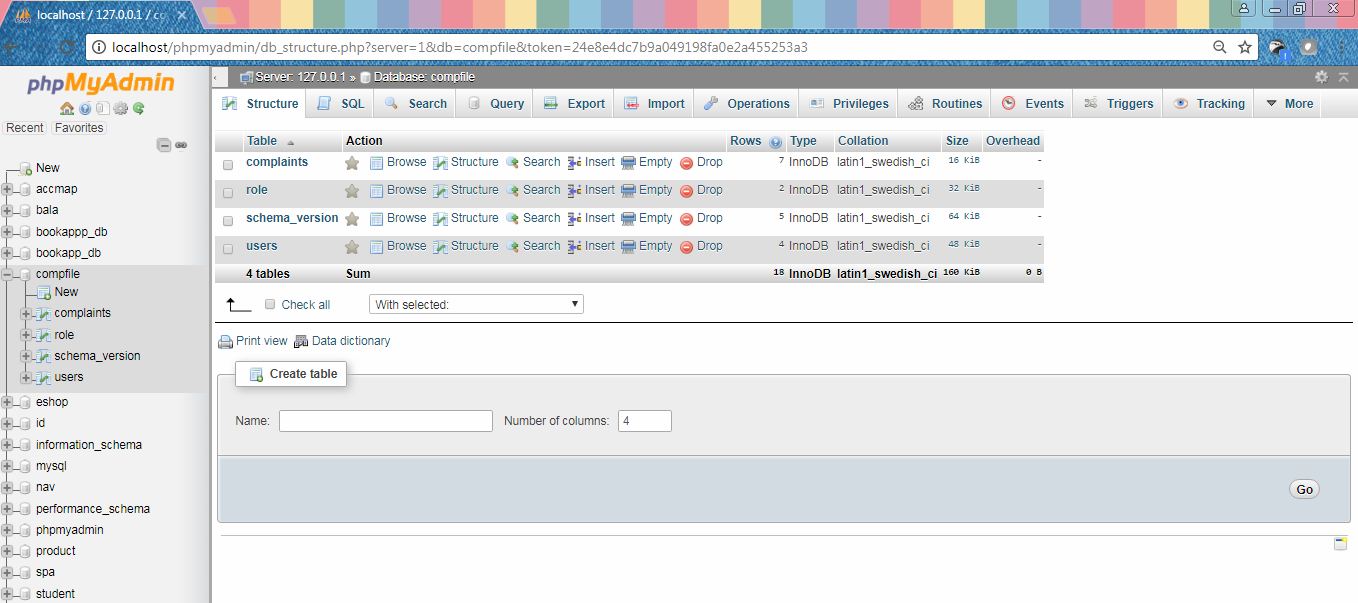 localhost / 127.0.0.1 / co
localhost/phpmyadmin/db_structure.php?server=1&db=compfile&token=24e8e4dc7b9a049198fa0e2a455253a3
phpMyAdmin
Recent Favorites
New
accmap
bala
bookappp_db
bookapp_db
compfile
New
complaints
role
schema_version
users
eshop
id
information_schema
mysql
nav
performance_schema
phpmyadmin
product
spa
student
Server: 127.0.0.1 » Database: compfile
Structure SQL Search Query Export Import Operations Privileges Routines Events Triggers Tracking More
Table Action Rows Type Collation Size Overhead
complaints Browse Structure Search Insert Empty Drop 7 InnoDB latin1_swedish_ci 16 KiB -
role Browse Structure Search Insert Empty Drop 2 InnoDB latin1_swedish_ci 32 KiB -
schema_version Browse Structure Search Insert Empty Drop 5 InnoDB latin1_swedish_ci 64 KiB -
users Browse Structure Search Insert Empty Drop 4 InnoDB latin1_swedish_ci 48 KiB -
4 tables Sum 18 InnoDB latin1_swedish_ci 160 KiB 0 B
Check all With selected:
Print view Data dictionary
Create table
Name: Number of columns: 4
Go